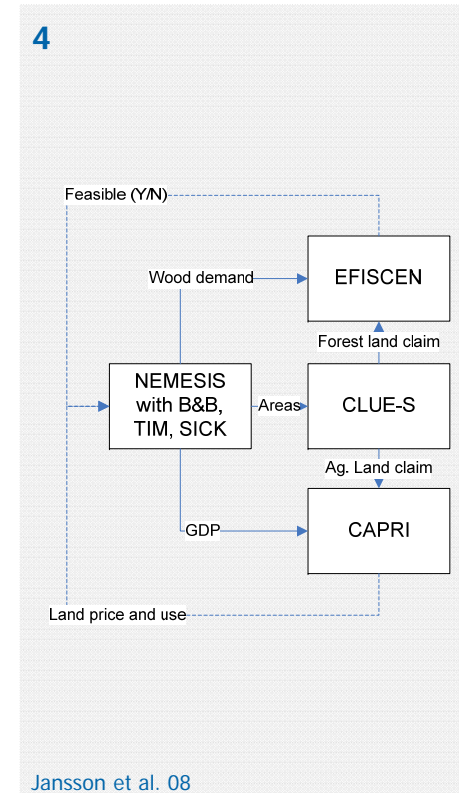 4
Feasible (Y/N)
Wood demand
EFISCEN
Forest land claim
NEMESIS
with B&B,
TIM, SICK
Areas
CLUE-S
Ag. Land claim
GDP
CAPRI
Land price and use
Jansson et al. 08